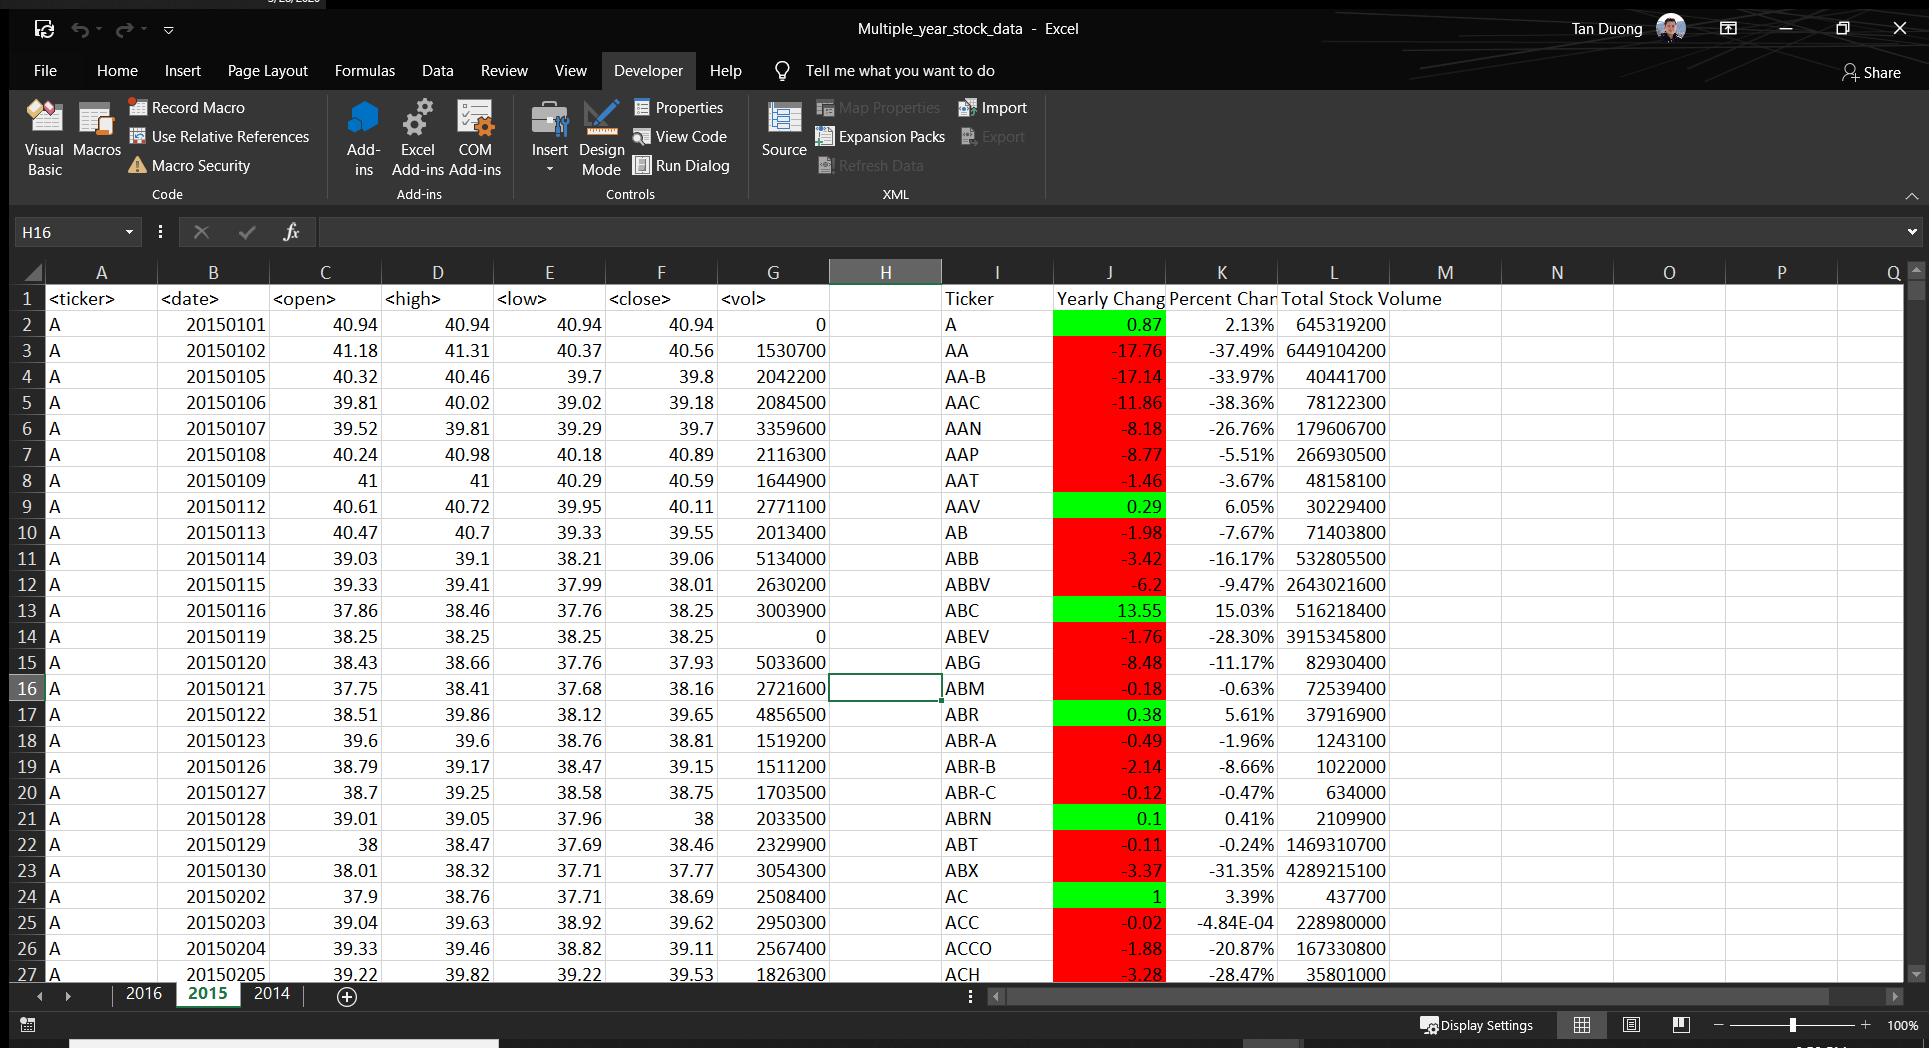 Multiple_year_stock_data - Excel
Tan Duong
File Home Insert Page Layout Formulas Data Review View Developer Help Tell me what you want to do
Share
Visual Basic
Macros
Record Macro
Use Relative References
Macro Security
Code
Add-ins
Excel Add-ins
COM Add-ins
Add-ins
Insert
Design Mode
Properties
View Code
Run Dialog
Controls
Source
Map Properties
Expansion Packs
Refresh Data
Import
Export
XML
H16
fx
A B C D E F G H I J K L M N O P Q
1 <ticker> <date> <open> <high> <low> <close> <vol> Ticker Yearly Chang Percent Char Total Stock Volume
2 A 20150101 40.94 40.94 40.94 40.94 0 A 0.87 2.13% 645319200
3 A 20150102 41.18 41.31 40.37 40.56 1530700 AA -17.76 -37.49% 6449104200
4 A 20150105 40.32 40.46 39.7 39.8 2042200 AA-B -17.14 -33.97% 40441700
5 A 20150106 39.81 40.02 39.02 39.18 2084500 AAC -11.86 -38.36% 78122300
6 A 20150107 39.52 39.81 39.29 39.7 3359600 AAN -8.18 -26.76% 179606700
7 A 20150108 40.24 40.98 40.18 40.89 2116300 AAP -8.77 -5.51% 266930500
8 A 20150109 41 41 40.29 40.59 1644900 AAT -1.46 -3.67% 48158100
9 A 20150112 40.61 40.72 39.95 40.11 2771100 AAV 0.29 6.05% 30229400
10 A 20150113 40.47 40.7 39.33 39.55 2013400 AB -1.98 -7.67% 71403800
11 A 20150114 39.03 39.1 38.21 39.06 5134000 ABB -3.42 -16.17% 532805500
12 A 20150115 39.33 39.41 37.99 38.01 2630200 ABBV -6.2 -9.47% 2643021600
13 A 20150116 37.86 38.46 37.76 38.25 3003900 ABC 13.55 15.03% 516218400
14 A 20150119 38.25 38.25 38.25 38.25 0 ABEV -1.76 -28.30% 3915345800
15 A 20150120 38.43 38.66 37.76 37.93 5033600 ABG -8.48 -11.17% 82930400
16 A 20150121 37.75 38.41 37.68 38.16 2721600 ABM -0.18 -0.63% 72539400
17 A 20150122 38.51 39.86 38.12 39.65 4856500 ABR 0.38 5.61% 37916900
18 A 20150123 39.6 39.6 38.76 38.81 1519200 ABR-A -0.49 -1.96% 1243100
19 A 20150126 38.79 39.17 38.47 39.15 1511200 ABR-B -2.14 -8.66% 1022000
20 A 20150127 38.7 39.25 38.58 38.75 1703500 ABR-C -0.12 -0.47% 634000
21 A 20150128 39.01 39.05 37.96 38 2033500 ABRN 0.1 0.41% 2109900
22 A 20150129 38 38.47 37.69 38.46 2329900 ABT -0.11 -0.24% 1469310700
23 A 20150130 38.01 38.32 37.71 37.77 3054300 ABX -3.37 -31.35% 4289215100
24 A 20150202 37.9 38.76 37.71 38.69 2508400 AC 1 3.39% 437700
25 A 20150203 39.04 39.63 38.92 39.62 2950300 ACC -0.02 -4.84E-04 228980000
26 A 20150204 39.33 39.46 38.82 39.11 2567400 ACCO -1.88 -20.87% 167330800
27 A 20150205 39.22 39.82 39.22 39.53 1826300 ACH -3.28 -28.47% 35801000
2016 2015 2014
Display Settings
100%